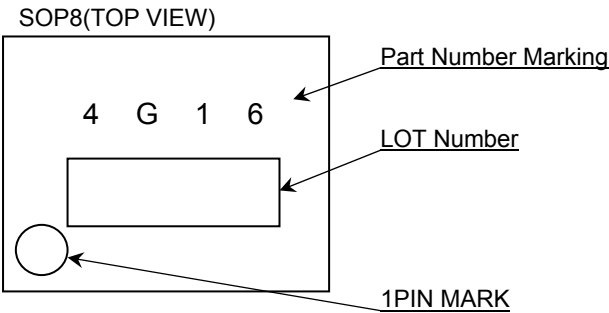 SOP8(TOP VIEW)
Part Number Marking
4 G 1 6
LOT Number
1PIN MARK